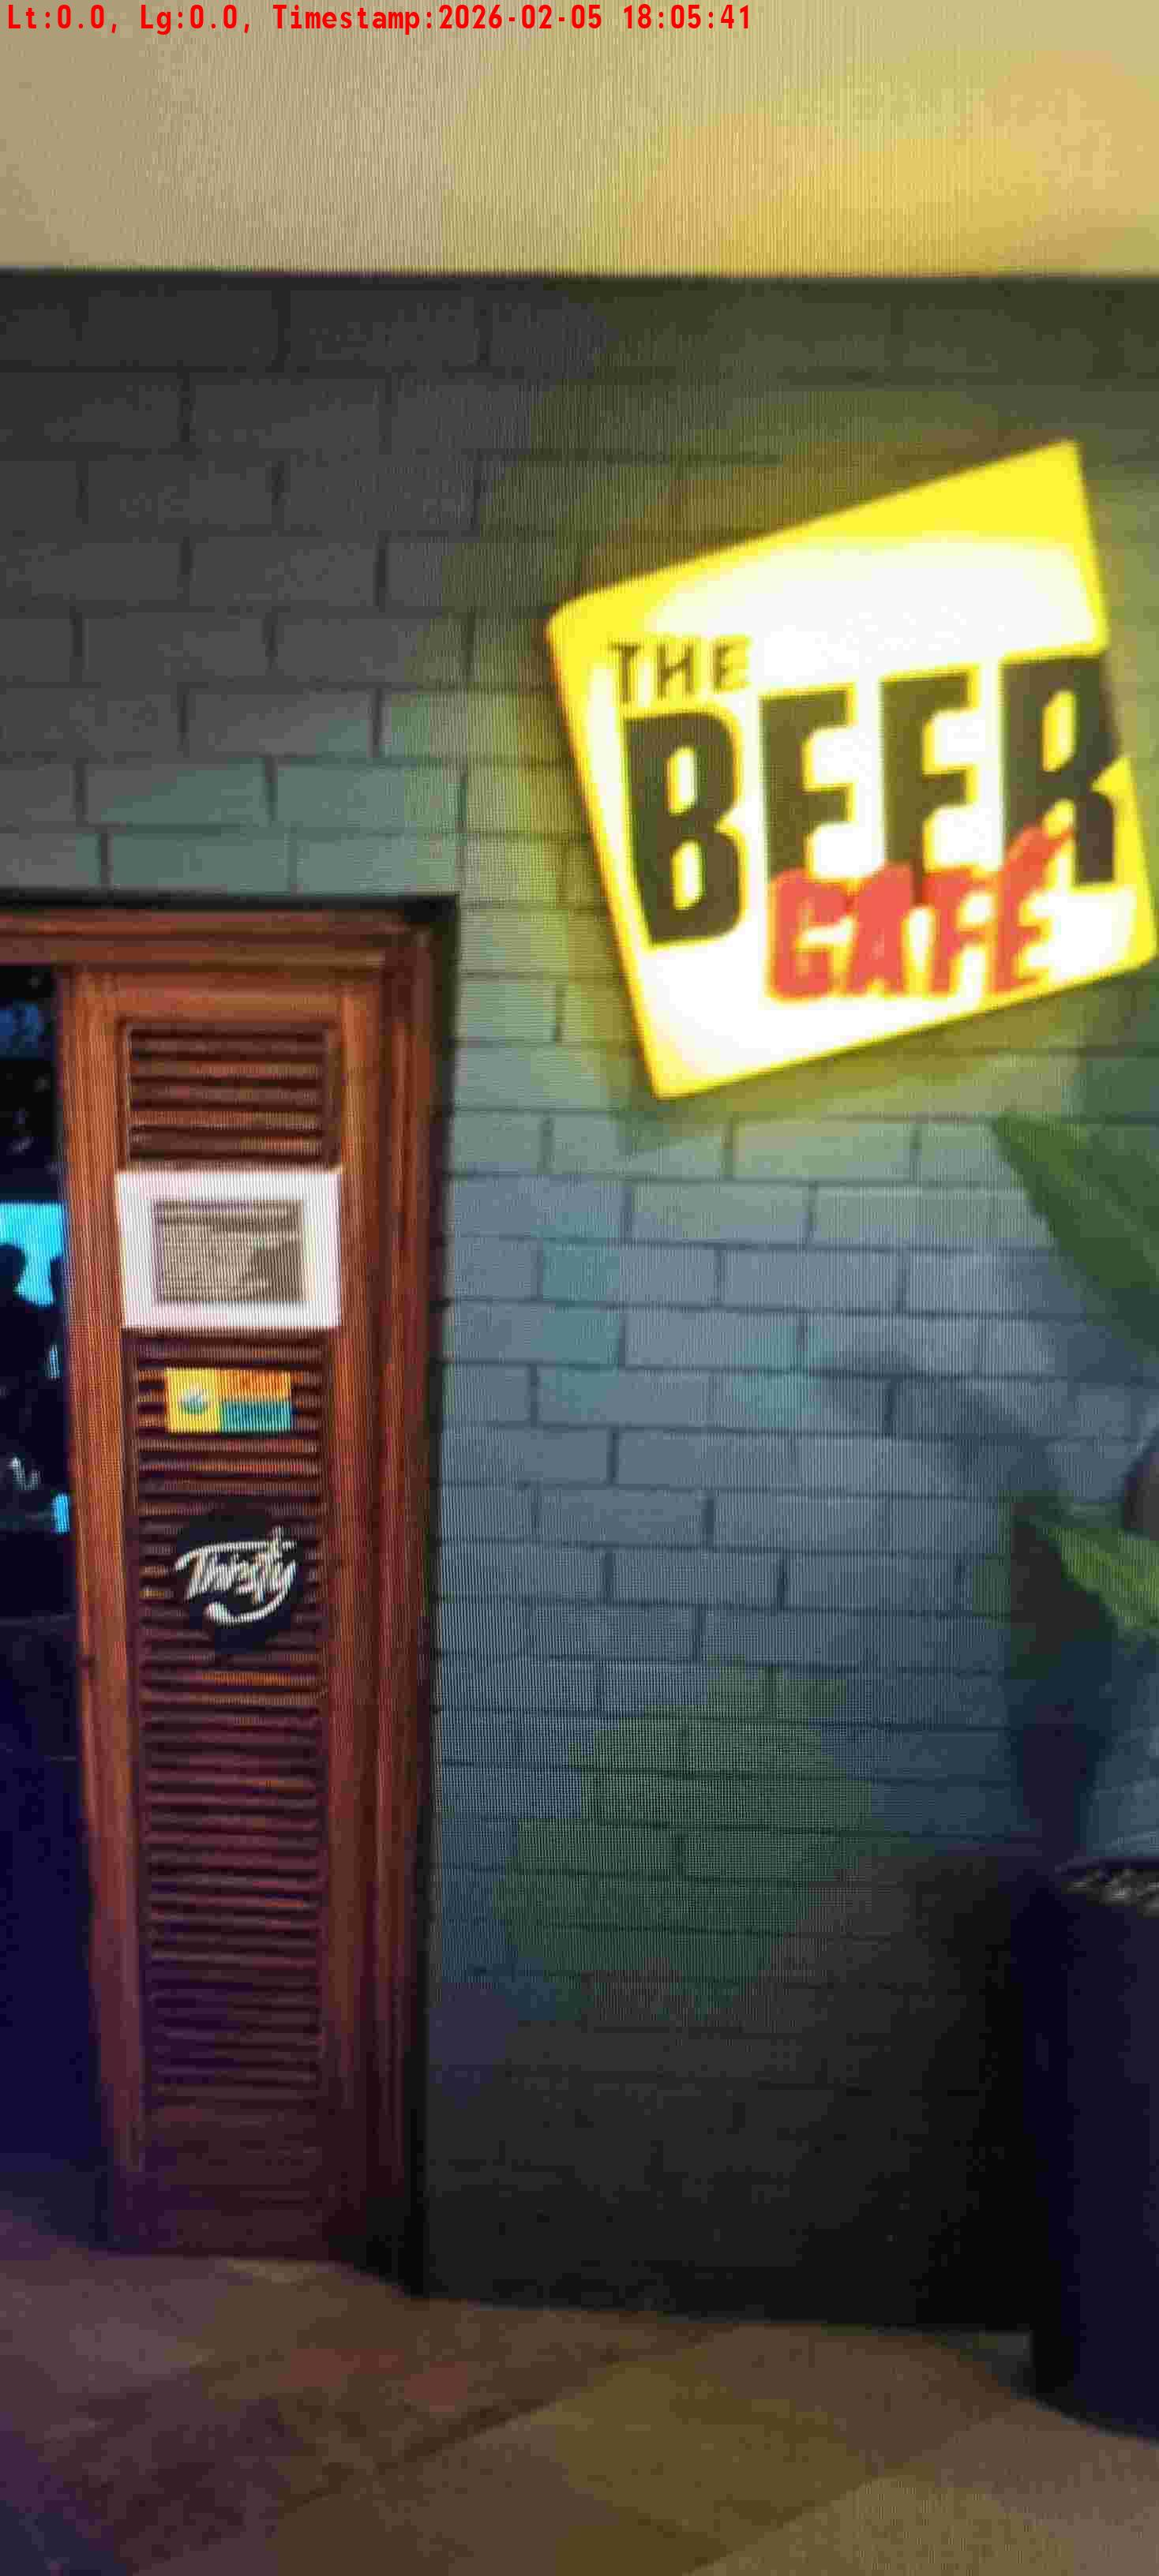 Lt:0.0, Lg:0.0, Timestamp:2026-02-05 18:05:41
THE
BEER
CAFE
Thirsty